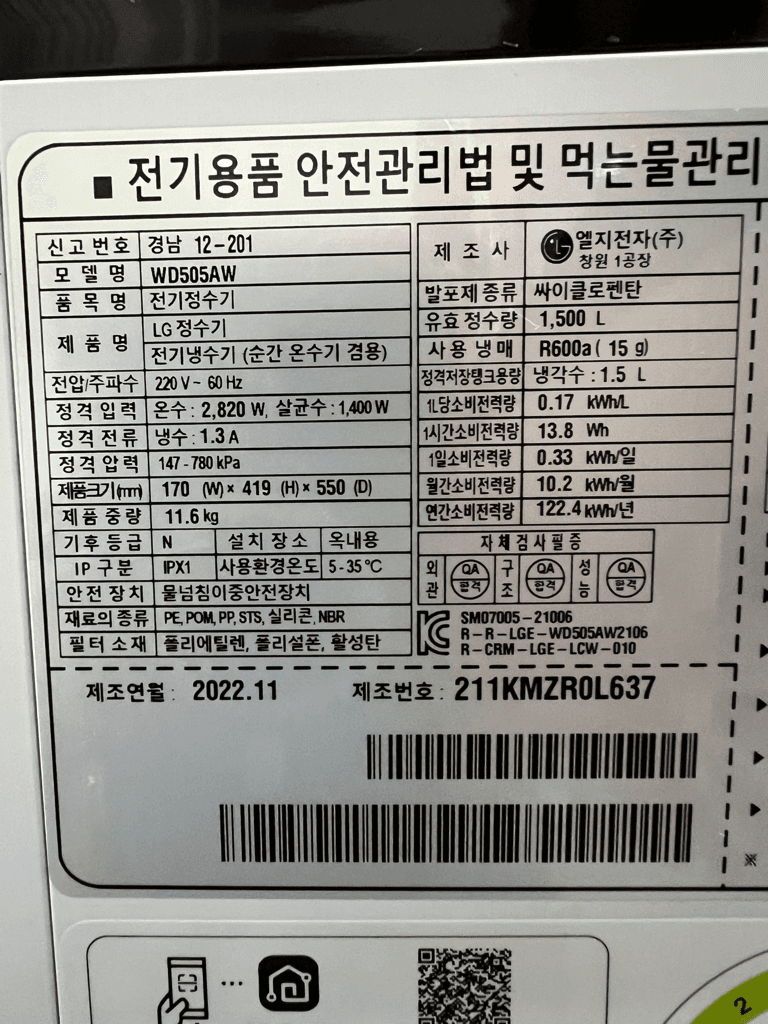 ■ 전기용품 안전관리법 및 먹는물관리
신고번호 경남 12-201
모델명 WD505AW
품목명 전기정수기
제품명 LG 정수기
전기냉수기 (순간 온수기 겸용)
전압/주파수 220 V ~ 60 Hz
정격입력 온수 : 2,820 W, 살균수 : 1,400 W
정격전류 냉수 : 1.3 A
정격압력 147 - 780 kPa
제품크기(mm) 170 (W) × 419 (H) × 550 (D)
제품중량 11.6 kg
기후등급 N 설치장소 옥내용
IP 구분 IPX1 사용환경온도 5 - 35 ℃
안전장치 물넘침이중안전장치
재료의 종류 PE, POM, PP, STS, 실리콘, NBR
필터소재 폴리에틸렌, 폴리설폰, 활성탄
제조사 LG 엘지전자(주)
창원 1공장
발포제 종류 싸이클로펜탄
유효 정수량 1,500 L
사용냉매 R600a ( 15 g)
정격저장탱크용량 냉각수 : 1.5 L
1L당소비전력량 0.17 kWh/L
1시간소비전력량 13.8 Wh
1일소비전력량 0.33 kWh/일
월간소비전력량 10.2 kWh/월
연간소비전력량 122.4 kWh/년
자체검사필증
외관 QA 합격 구조 QA 합격 성능 QA 합격
SM07005-21006
R-R-LGE-WD505AW2106
R-CRM-LGE-LCW-010
제조연월 : 2022.11 제조번호 : 211KMZR0L637
※
2